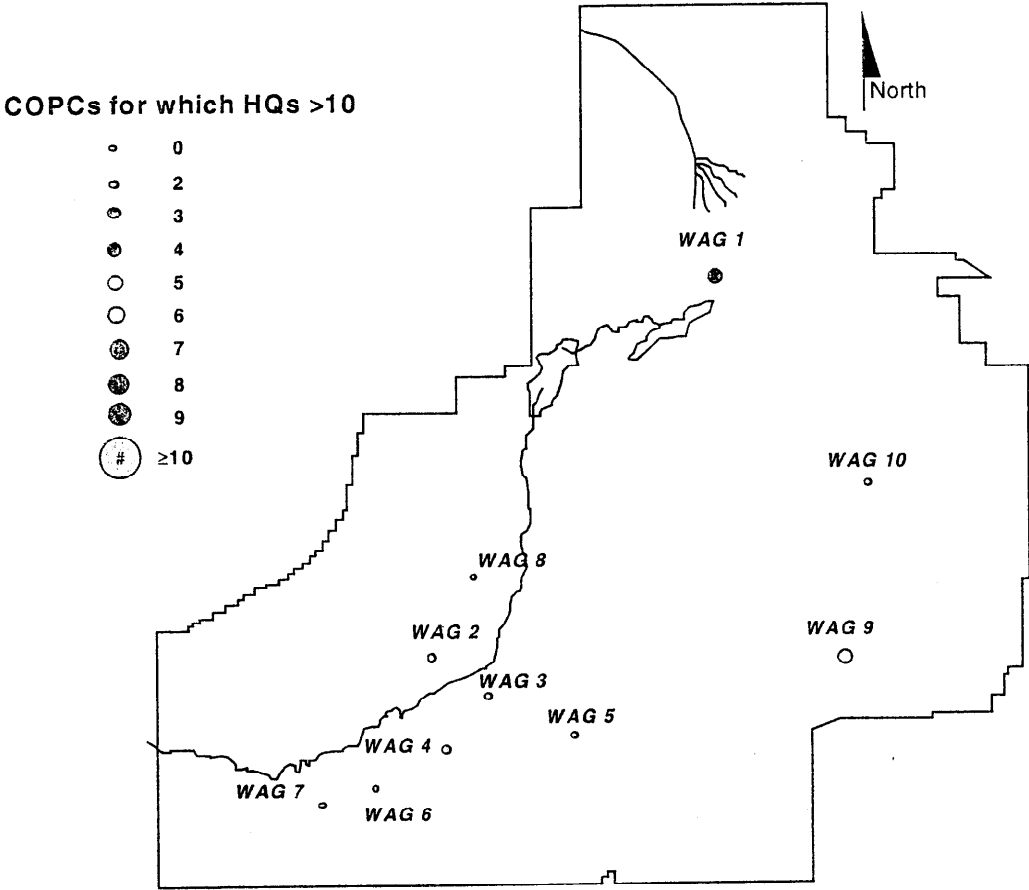 COPCs for which HQs >10
0
2
3
4
5
6
7
8
9
# ≥10
North
WAG 1
WAG 10
WAG 8
WAG 2
WAG 9
WAG 3
WAG 5
WAG 4
WAG 7
WAG 6